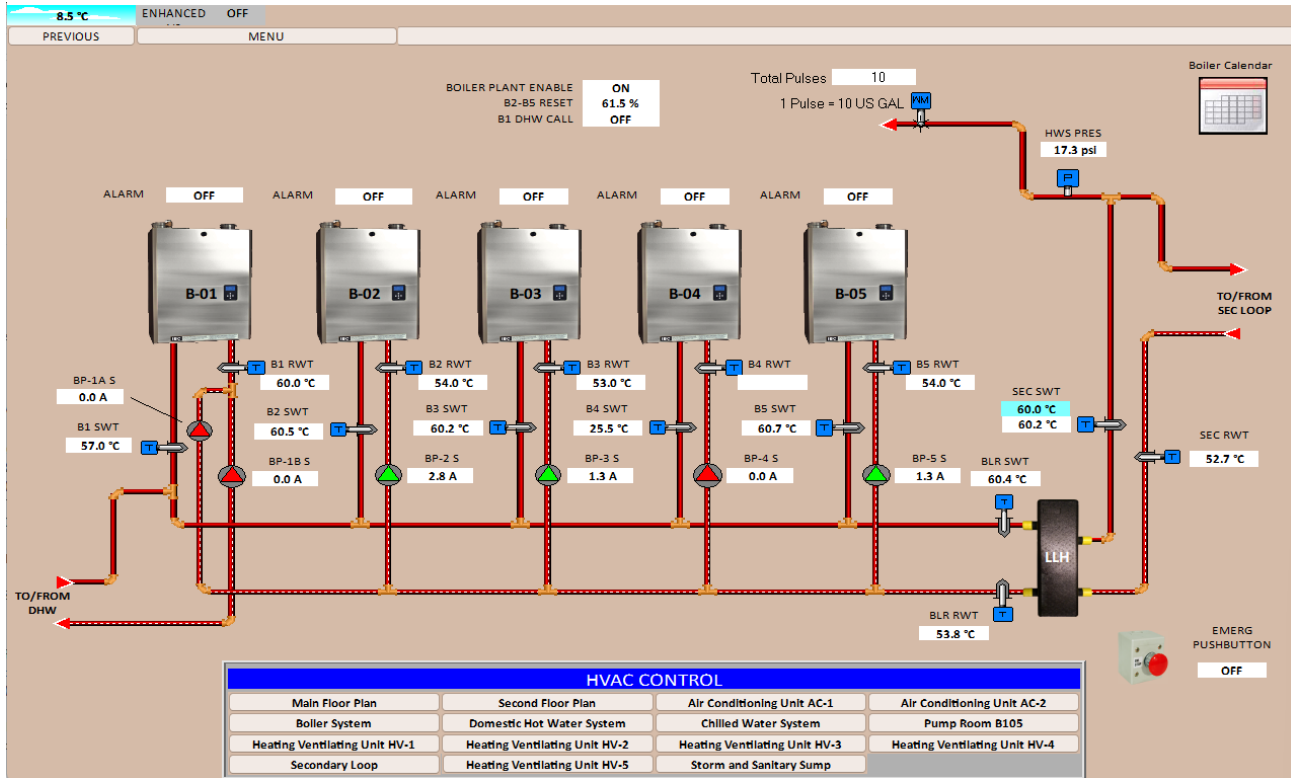 8.5 °C
ENHANCED OFF
PREVIOUS
MENU
BOILER PLANT ENABLE ON
B2-B5 RESET 61.5 %
B1 DHW CALL OFF
Total Pulses 10
1 Pulse = 10 US GAL WM
Boiler Calendar
HWS PRES
17.3 psi
P
ALARM OFF
ALARM OFF
ALARM OFF
ALARM OFF
ALARM OFF
B-01
B-02
B-03
B-04
B-05
TO/FROM
SEC LOOP
T B1 RWT
60.0 °C
T B2 RWT
54.0 °C
T B3 RWT
53.0 °C
T B4 RWT
T B5 RWT
54.0 °C
BP-1A S
0.0 A
B1 SWT
57.0 °C T
B2 SWT
60.5 °C T
B3 SWT
60.2 °C T
B4 SWT
25.5 °C T
B5 SWT
60.7 °C T
SEC SWT
60.0 °C
60.2 °C T
SEC RWT
T 52.7 °C
BP-1B S
0.0 A
BP-2 S
2.8 A
BP-3 S
1.3 A
BP-4 S
0.0 A
BP-5 S
1.3 A
BLR SWT
60.4 °C
T
LLH
TO/FROM
DHW
T
BLR RWT
53.8 °C
EMERG
PUSHBUTTON
OFF
HVAC CONTROL
Main Floor Plan
Second Floor Plan
Air Conditioning Unit AC-1
Air Conditioning Unit AC-2
Boiler System
Domestic Hot Water System
Chilled Water System
Pump Room B105
Heating Ventilating Unit HV-1
Heating Ventilating Unit HV-2
Heating Ventilating Unit HV-3
Heating Ventilating Unit HV-4
Secondary Loop
Heating Ventilating Unit HV-5
Storm and Sanitary Sump